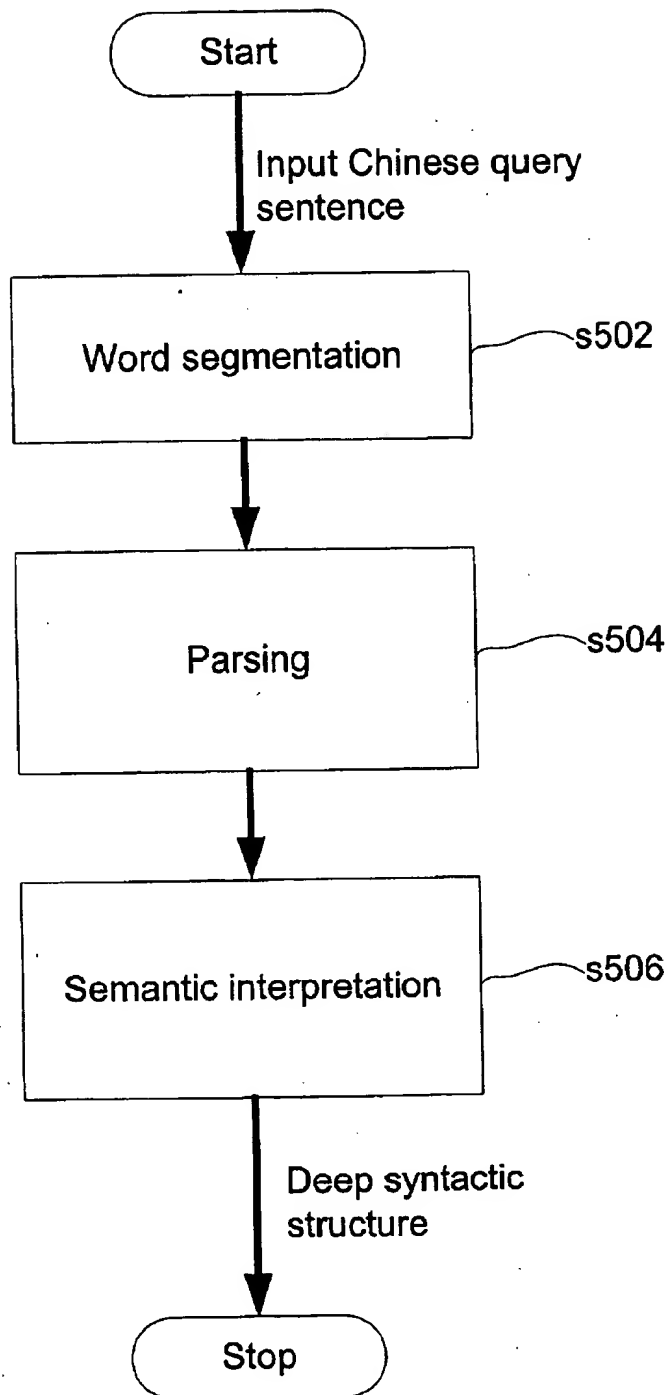 Start
Input Chinese query
sentence
Word segmentation
s502
Parsing
s504
Semantic interpretation
s506
Deep syntactic
structure
Stop